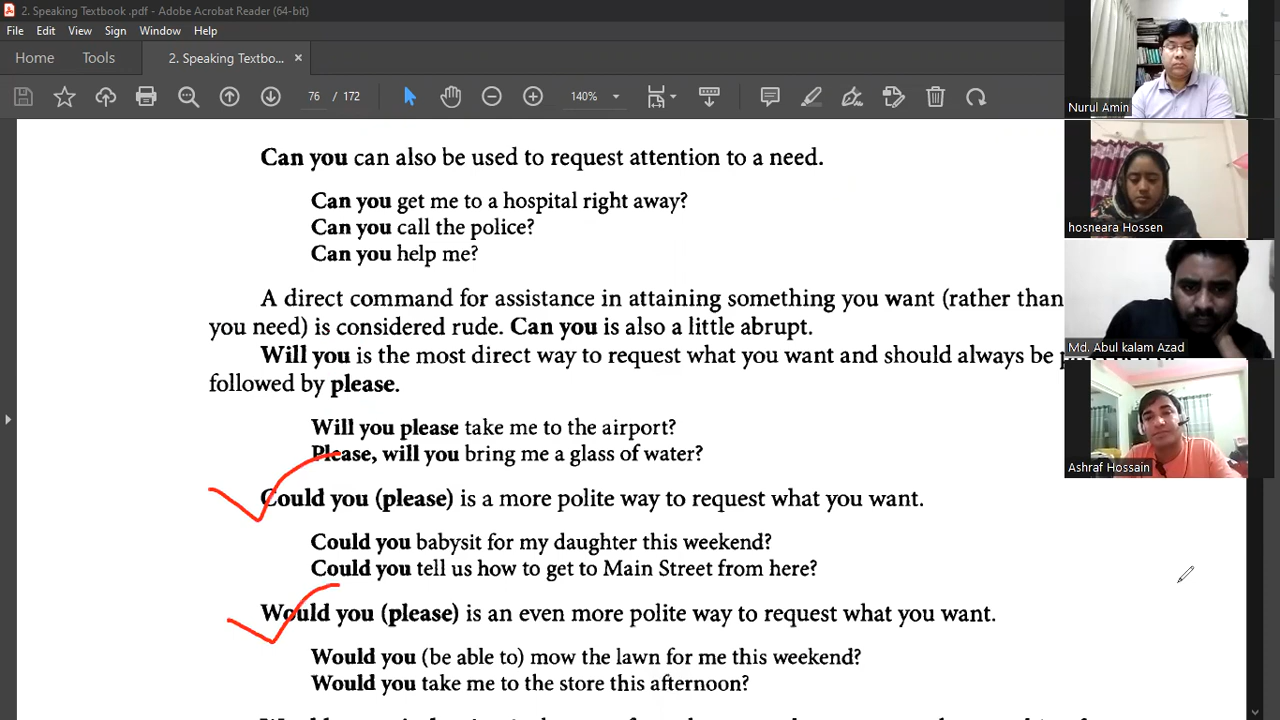 2. Speaking Textbook .pdf - Adobe Acrobat Reader (64-bit)
File Edit View Sign Window Help
Home Tools 2. Speaking Textbo... ×
76 / 172 140%
Can you can also be used to request attention to a need.
Can you get me to a hospital right away?
Can you call the police?
Can you help me?
A direct command for assistance in attaining something you want (rather than
you need) is considered rude. Can you is also a little abrupt.
Will you is the most direct way to request what you want and should always be
followed by please.
Will you please take me to the airport?
Please, will you bring me a glass of water?
Could you (please) is a more polite way to request what you want.
Could you babysit for my daughter this weekend?
Could you tell us how to get to Main Street from here?
Would you (please) is an even more polite way to request what you want.
Would you (be able to) mow the lawn for me this weekend?
Would you take me to the store this afternoon?
Nurul Amin
hosneara Hossen
Md. Abul kalam Azad
Ashraf Hossain